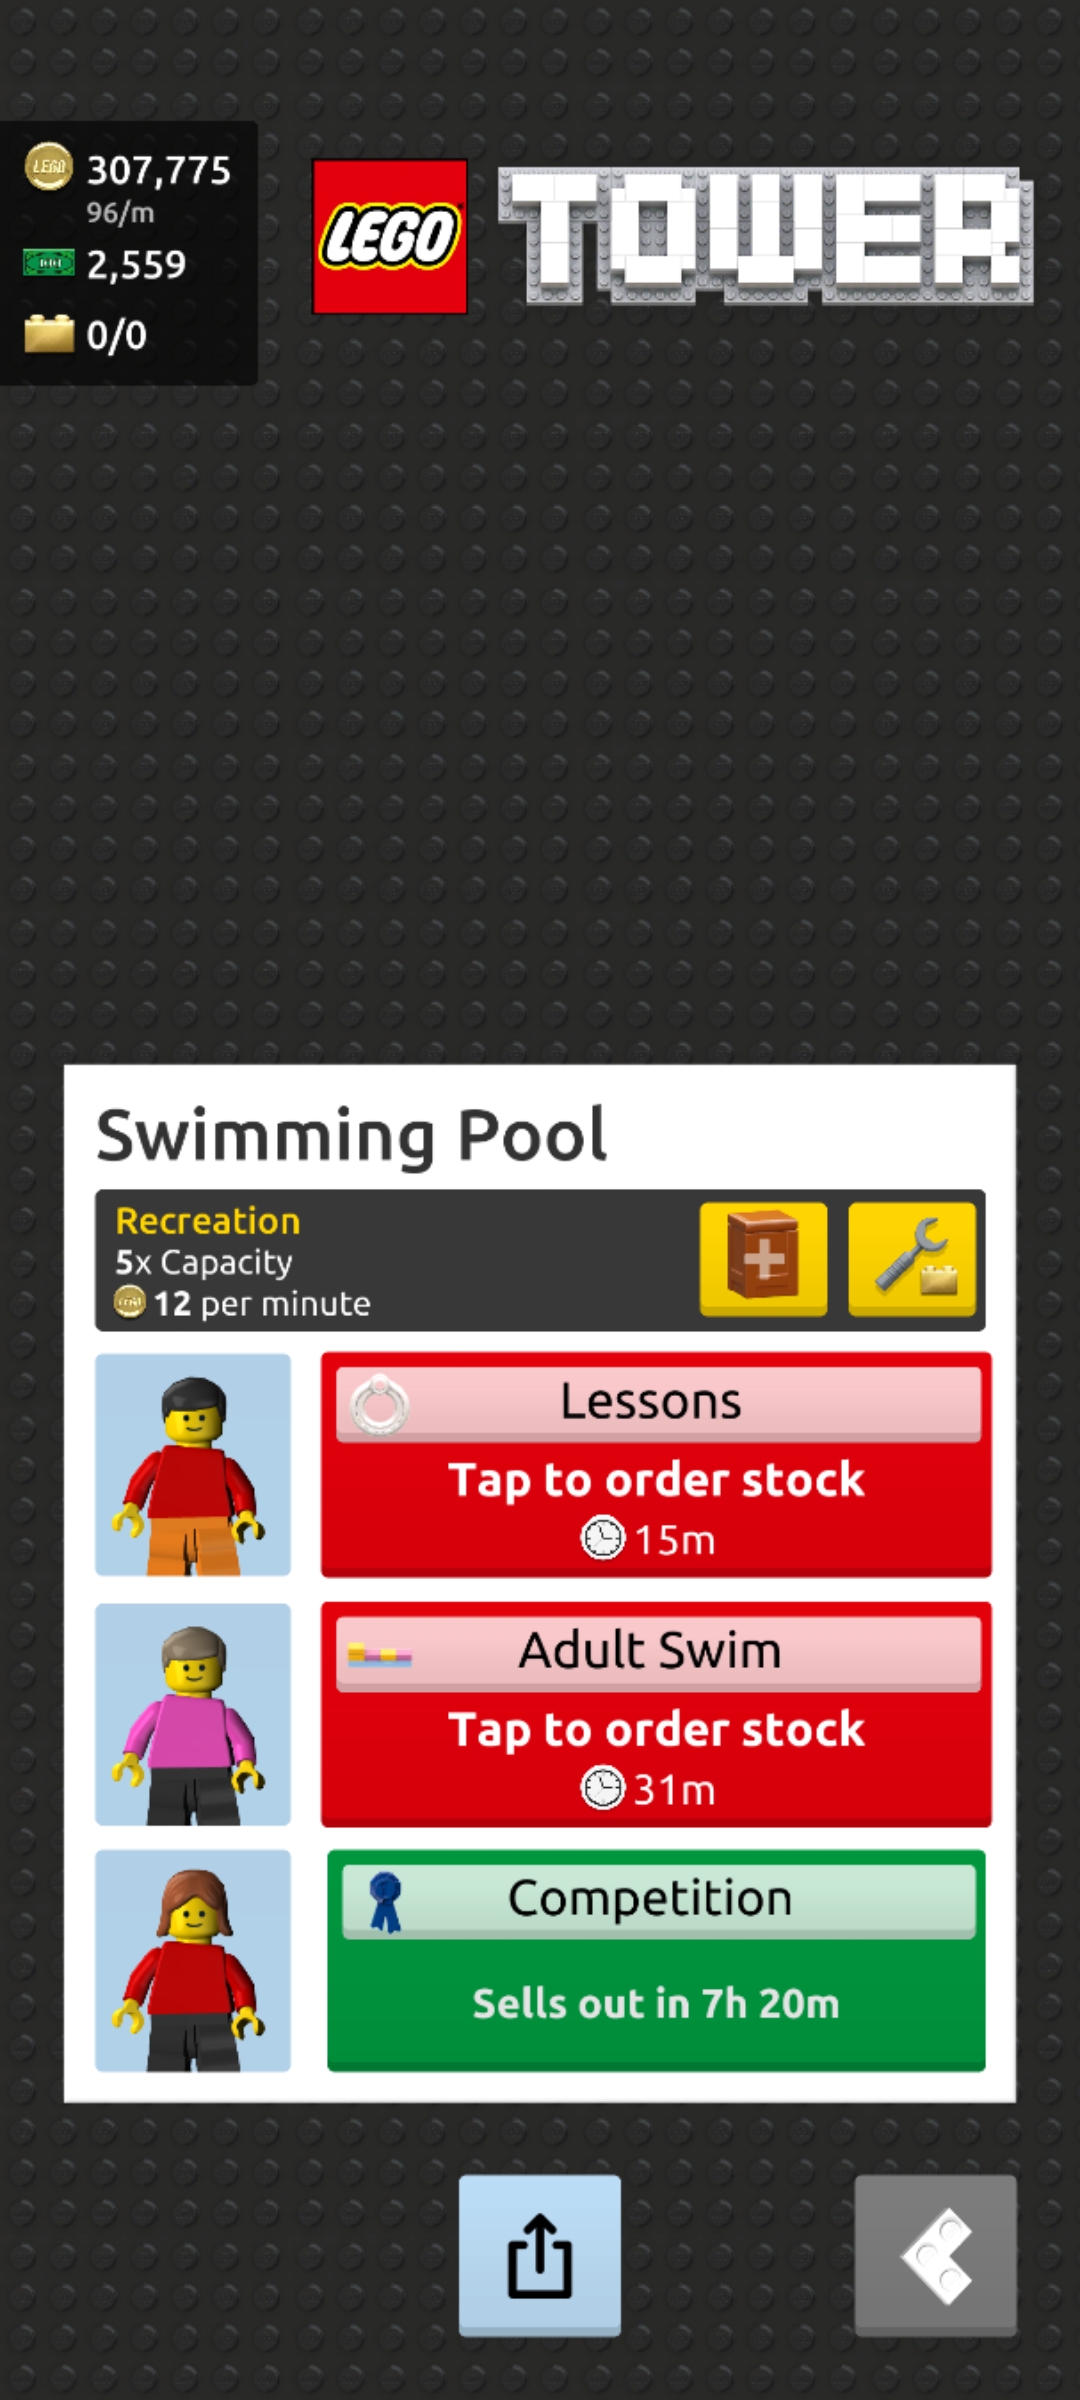 307,775
96/m
2,559
0/0
LEGO
TOWER
Swimming Pool
Recreation
5x Capacity
12 per minute
Lessons
Tap to order stock
15m
Adult Swim
Tap to order stock
31m
Competition
Sells out in 7h 20m